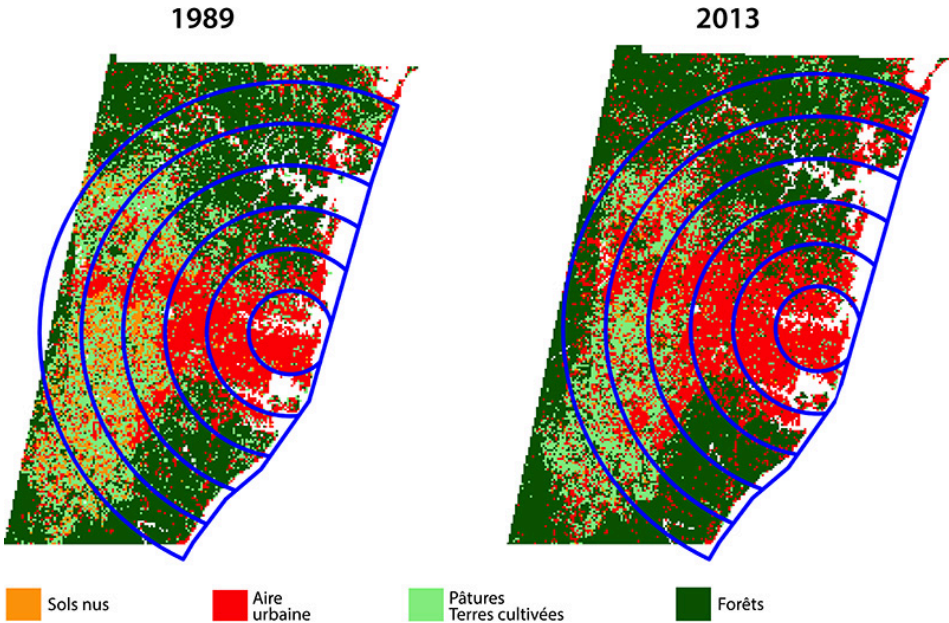 1989
2013
Sols nus
Aire
urbaine
Pâtures
Terres cultivées
Forêts